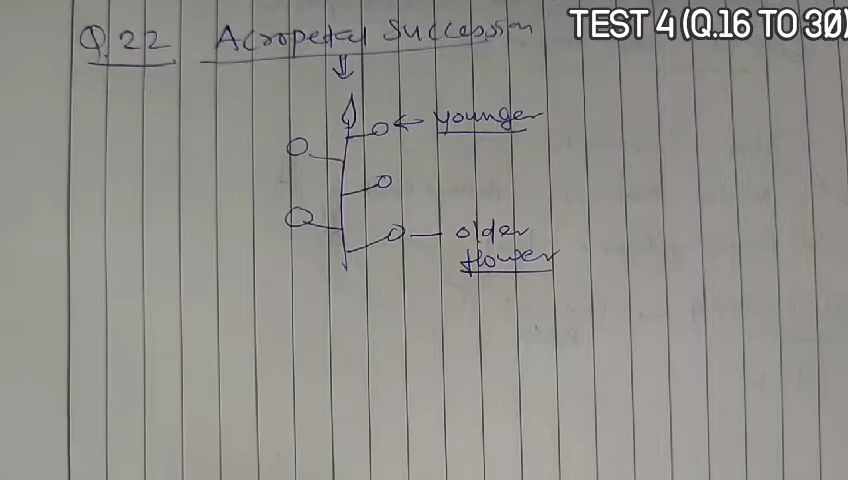 TEST 4 (Q.16 TO 30)
Q.22 Acropetal Succession
younger
older
flower